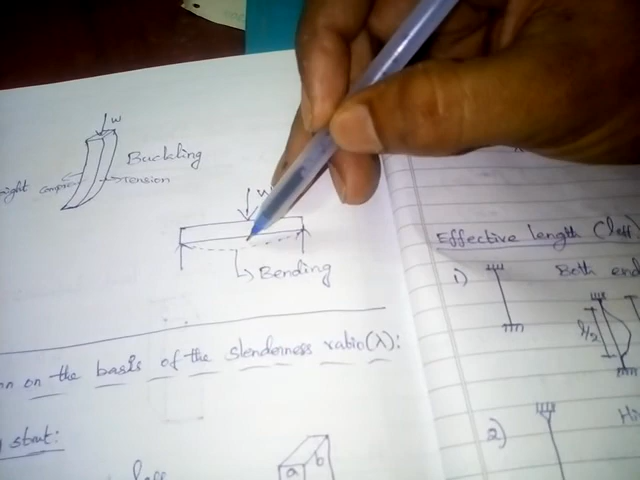 W
Buckling
Tension
W
Bending
on the basis of the slenderness ratio(λ):
strut:
a b
Effective length (leff)
1) Both end
l/2
2)